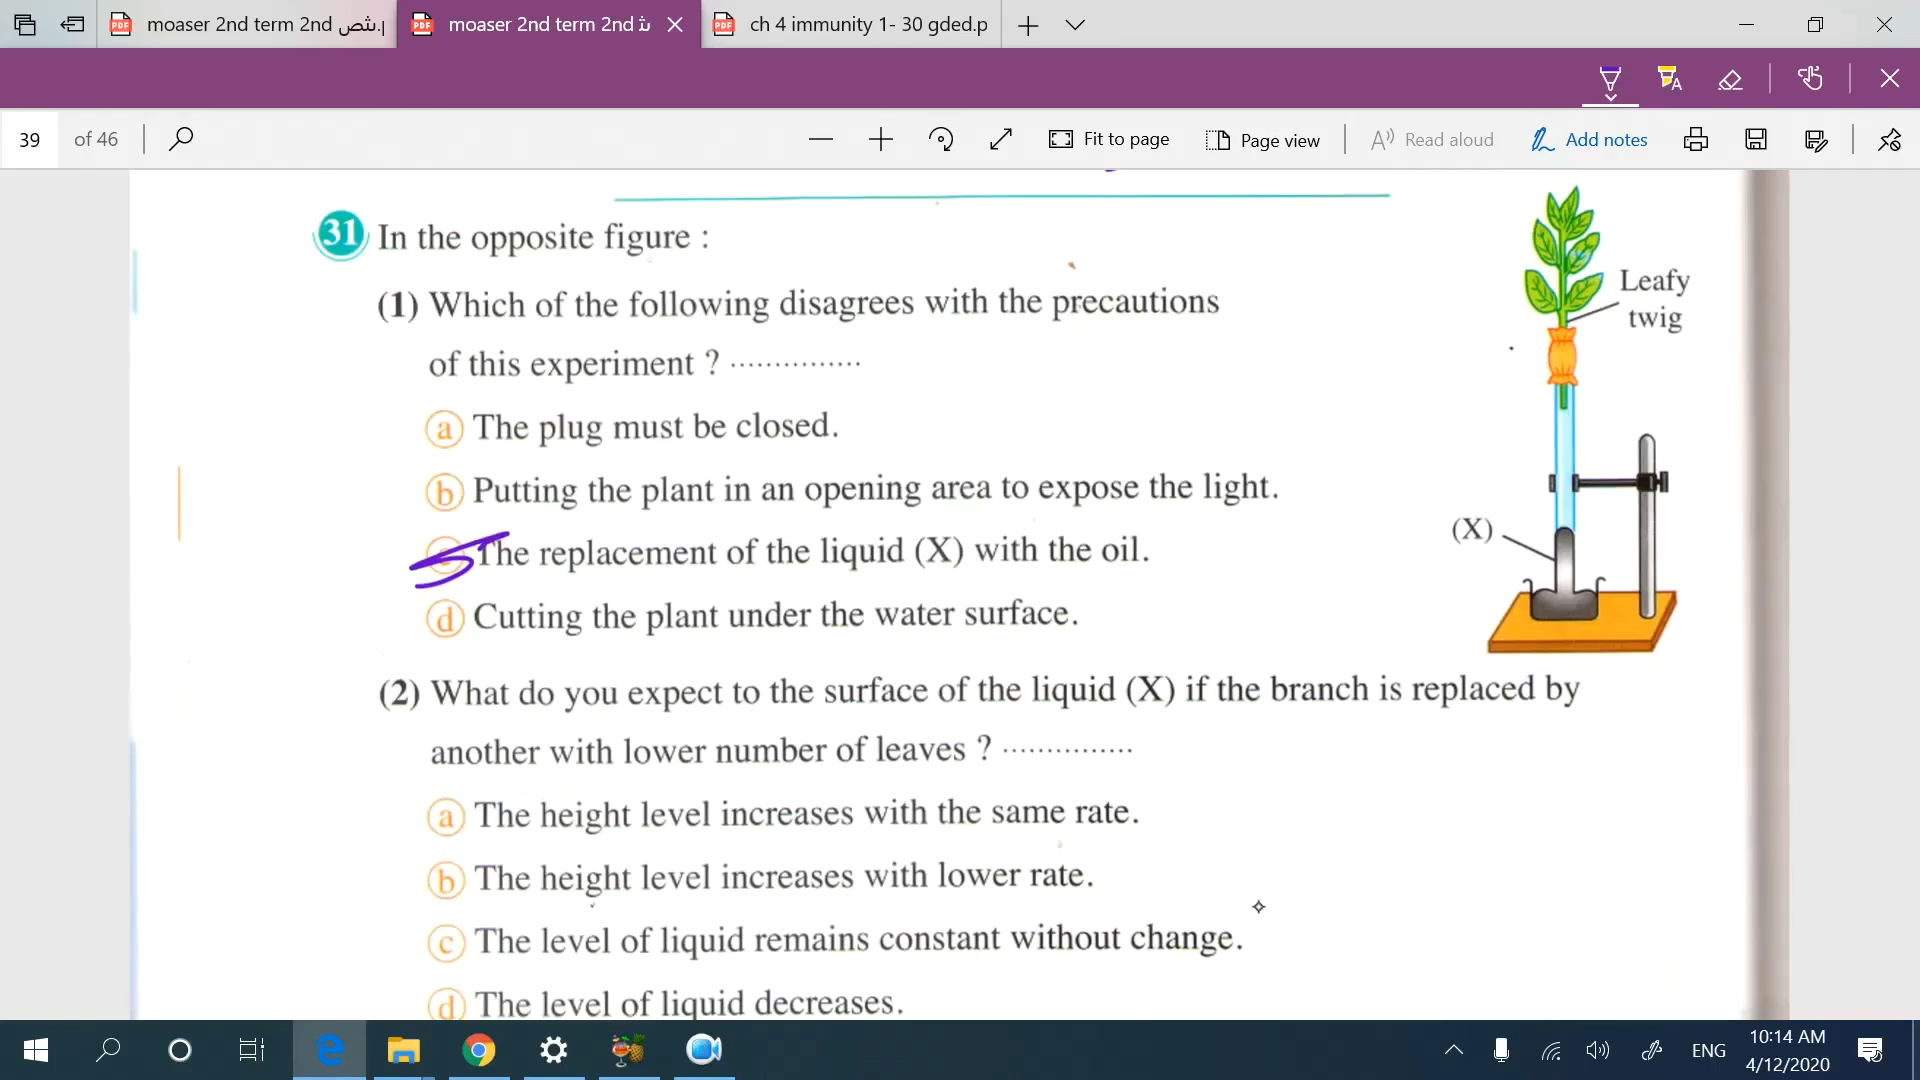 moaser 2nd term 2nd شص.p
moaser 2nd term 2nd ث
ch 4 immunity 1- 30 gded.p
39 of 46
Fit to page
Page view
Read aloud
Add notes
31 In the opposite figure :
(1) Which of the following disagrees with the precautions
of this experiment ? ...............
a The plug must be closed.
b Putting the plant in an opening area to expose the light.
c The replacement of the liquid (X) with the oil.
d Cutting the plant under the water surface.
Leafy
twig
(X)
(2) What do you expect to the surface of the liquid (X) if the branch is replaced by
another with lower number of leaves ? ...............
a The height level increases with the same rate.
b The height level increases with lower rate.
c The level of liquid remains constant without change.
d The level of liquid decreases.
ENG
10:14 AM
4/12/2020